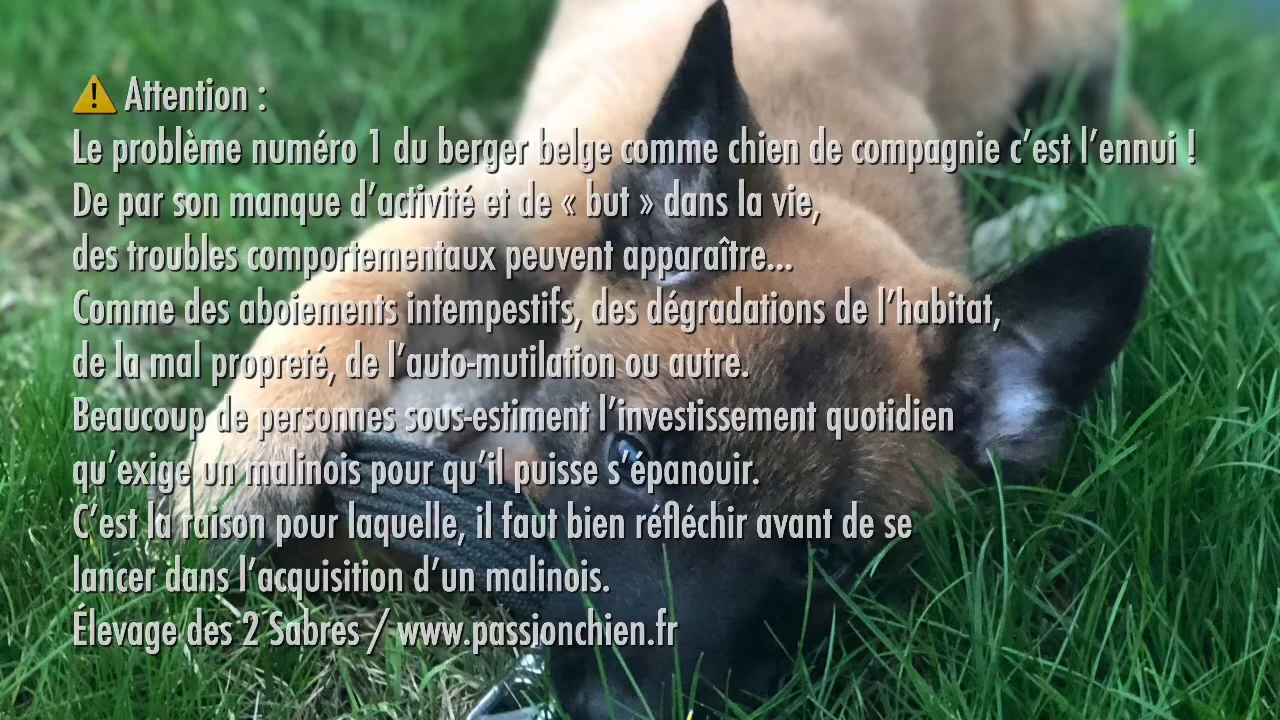 ⚠️ Attention :
Le problème numéro 1 du berger belge comme chien de compagnie c’est l’ennui !
De par son manque d’activité et de « but » dans la vie,
des troubles comportementaux peuvent apparaître...
Comme des aboiements intempestifs, des dégradations de l’habitat,
de la mal propreté, de l’auto-mutilation ou autre.
Beaucoup de personnes sous-estiment l’investissement quotidien
qu’exige un malinois pour qu’il puisse s’épanouir.
C’est la raison pour laquelle, il faut bien réfléchir avant de se
lancer dans l’acquisition d’un malinois.
Élevage des 2 Sabres / www.passionchien.fr